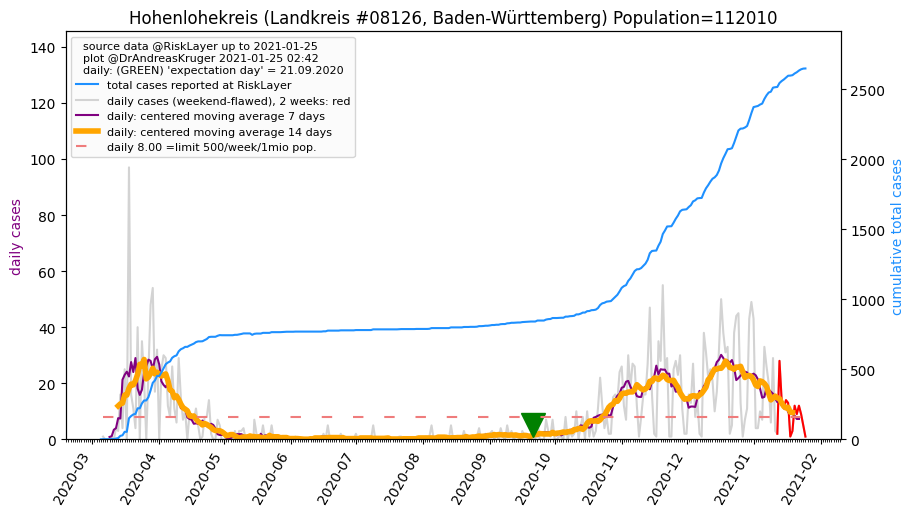 Hohenlohekreis (Landkreis #08126, Baden-Württemberg) Population=112010
source data @RiskLayer up to 2021-01-25
plot @DrAndreasKruger 2021-01-25 02:42
daily: (GREEN) 'expectation day' = 21.09.2020
total cases reported at RiskLayer
daily cases (weekend-flawed), 2 weeks: red
daily: centered moving average 7 days
daily: centered moving average 14 days
daily 8.00 =limit 500/week/1mio pop.
daily cases
140
120
100
80
60
40
20
0
cumulative total cases
2500
2000
1500
1000
500
0
2020-03
2020-04
2020-05
2020-06
2020-07
2020-08
2020-09
2020-10
2020-11
2020-12
2021-01
2021-02